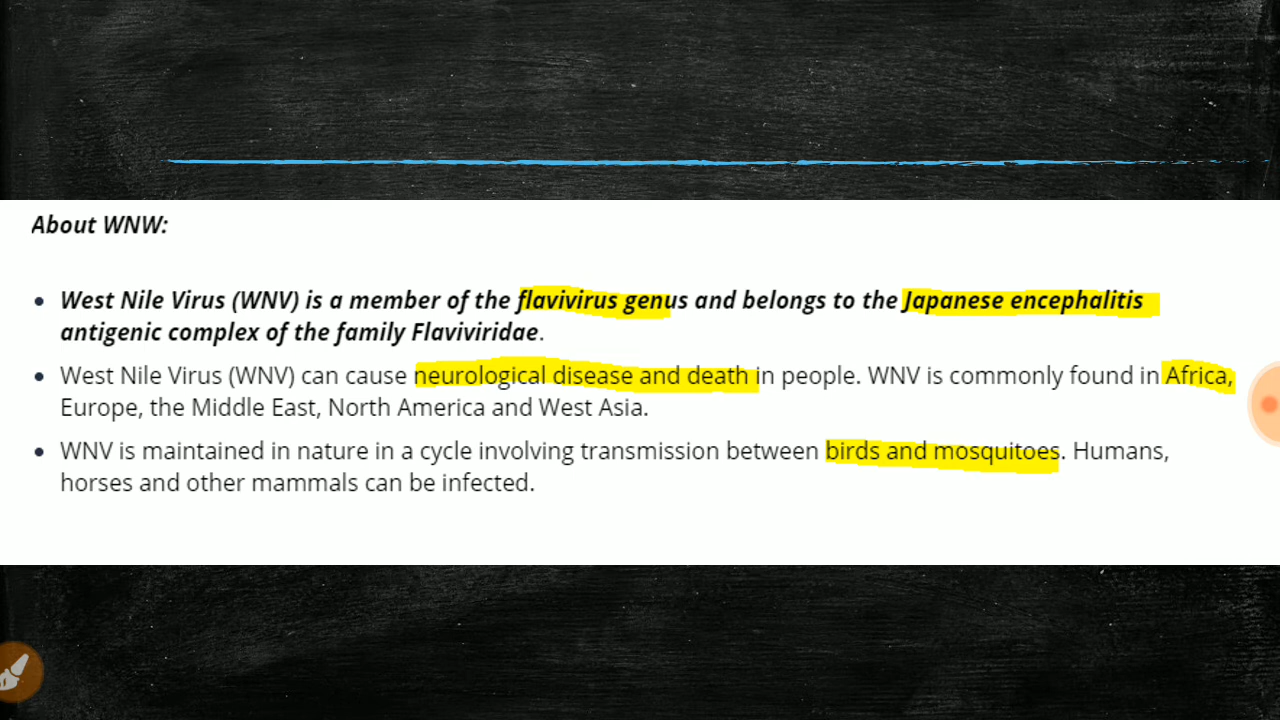 About WNW:
West Nile Virus (WNV) is a member of the flavivirus genus and belongs to the Japanese encephalitis
antigenic complex of the family Flaviviridae.
West Nile Virus (WNV) can cause neurological disease and death in people. WNV is commonly found in Africa,
Europe, the Middle East, North America and West Asia.
WNV is maintained in nature in a cycle involving transmission between birds and mosquitoes. Humans,
horses and other mammals can be infected.